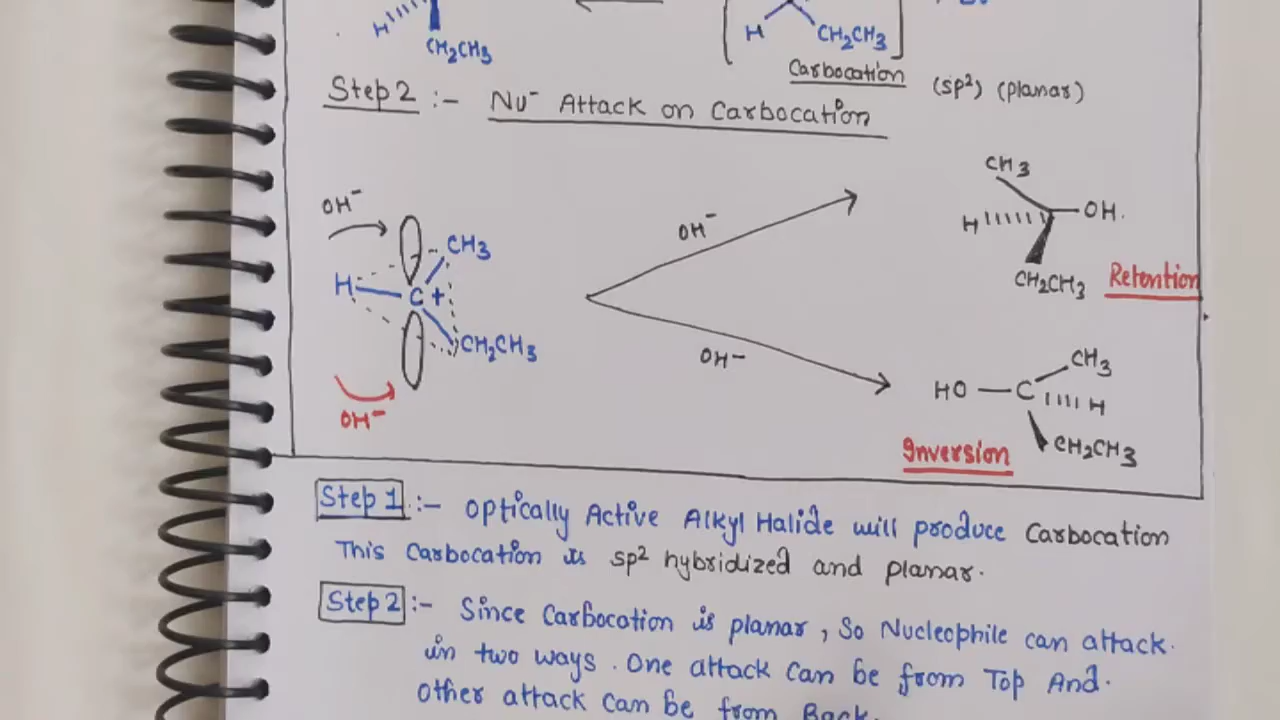 H
CH2CH3
H
CH2CH3
Carbocation (sp²) (planar)
Step 2 :- Nu⁻ Attack on Carbocation
CH3
OH⁻
OH⁻
H
OH.
CH3
H
C+
CH2CH3
Retention
CH2CH3
OH⁻
CH3
HO
C
H
OH⁻
Inversion
CH2CH3
Step 1 :- Optically Active Alkyl Halide will produce Carbocation
This Carbocation is sp² hybridized and planar.
Step 2 :- Since Carbocation is planar, So Nucleophile can attack.
in two ways. One attack can be from Top And.
other attack can be from Back.